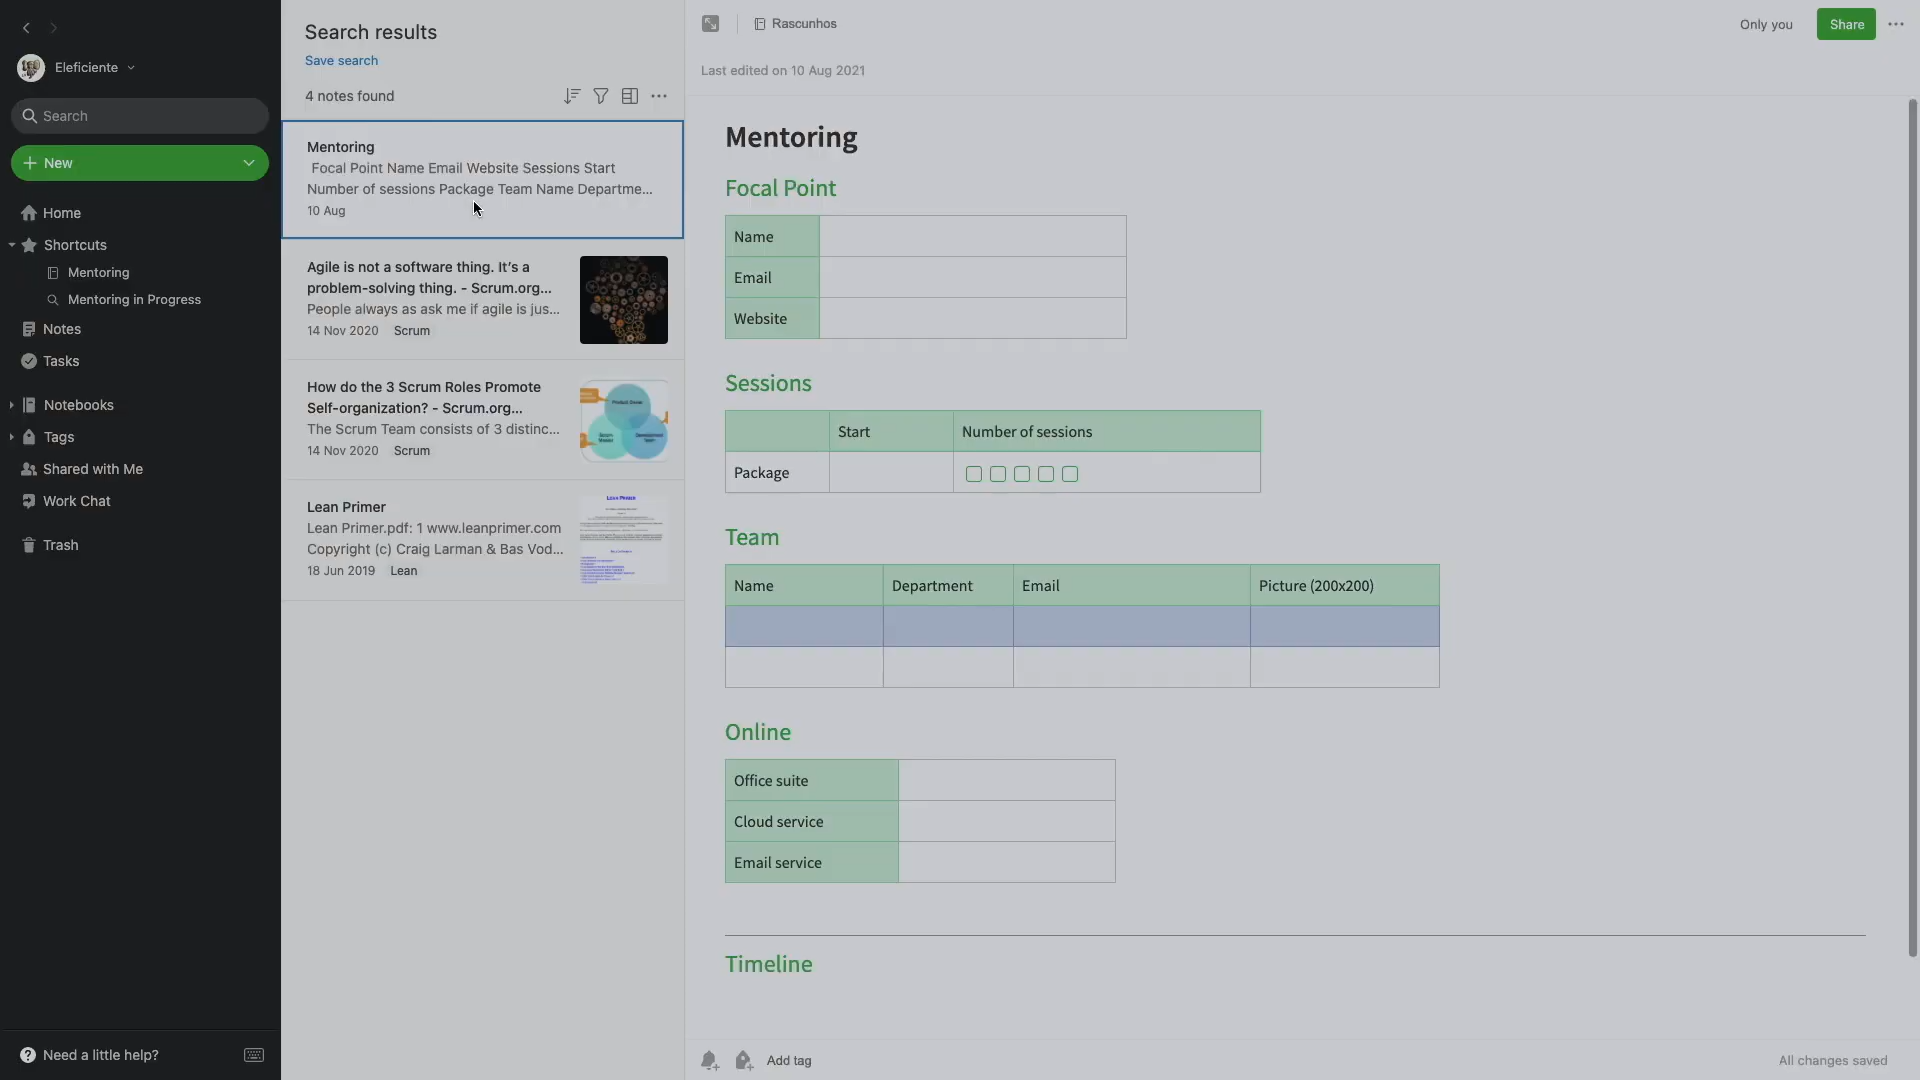 Eleficiente
Search
New
Home
Shortcuts
Mentoring
Mentoring in Progress
Notes
Tasks
Notebooks
Tags
Shared with Me
Work Chat
Trash
Need a little help?
Search results
Save search
4 notes found
Mentoring
Focal Point Name Email Website Sessions Start
Number of sessions Package Team Name Departme...
10 Aug
Agile is not a software thing. It's a
problem-solving thing. - Scrum.org...
People always as ask me if agile is jus...
14 Nov 2020 Scrum
How do the 3 Scrum Roles Promote
Self-organization? - Scrum.org...
The Scrum Team consists of 3 distinc...
14 Nov 2020 Scrum
Lean Primer
Lean Primer.pdf: 1 www.leanprimer.com
Copyright (c) Craig Larman & Bas Vod...
18 Jun 2019 Lean
Rascunhos
Only you
Share
Last edited on 10 Aug 2021
Mentoring
Focal Point
Name
Email
Website
Sessions
Start Number of sessions
Package
Team
Name Department Email Picture (200x200)
Online
Office suite
Cloud service
Email service
Timeline
Add tag
All changes saved